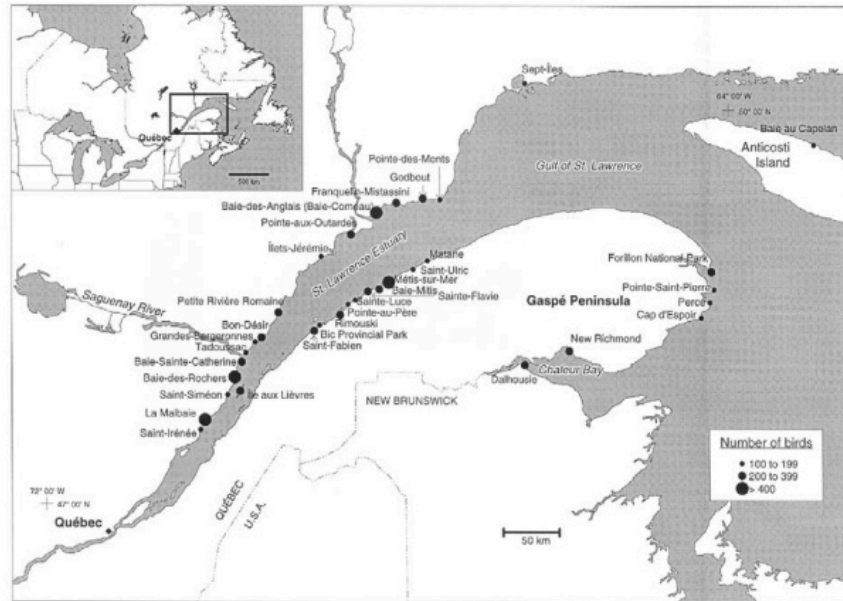 Québec
500 km
Sept-Îles
64° 00' W
50° 00' N
Baie au Capelan
Anticosti
Island
Pointe-des-Monts
Godbout
Gulf of St. Lawrence
Franquelin-Mistassini
Baie-des-Anglais (Baie-Comeau)
Pointe-aux-Outardes
Îlets-Jérémie
St. Lawrence Estuary
Matane
Saint-Ulric
Métis-sur-Mer
Baie-Mitis
Sainte-Flavie
Sainte-Luce
Pointe-au-Père
Rimouski
Bic Provincial Park
Saint-Fabien
Forillon National Park
Pointe-Saint-Pierre
Percé
Cap d'Espoir
Gaspé Peninsula
Saguenay River
Petite Rivière Romaine
Bon-Désir
Grandes-Bergeronnes
Tadoussac
Baie-Sainte-Catherine
Baie-des-Rochers
Saint-Siméon
Île aux Lièvres
La Malbaie
Saint-Irénée
New Richmond
Chaleur Bay
Dalhousie
NEW BRUNSWICK
QUÉBEC
U.S.A.
72° 00' W
47° 00' N
Québec
50 km
Number of birds
100 to 199
200 to 399
> 400